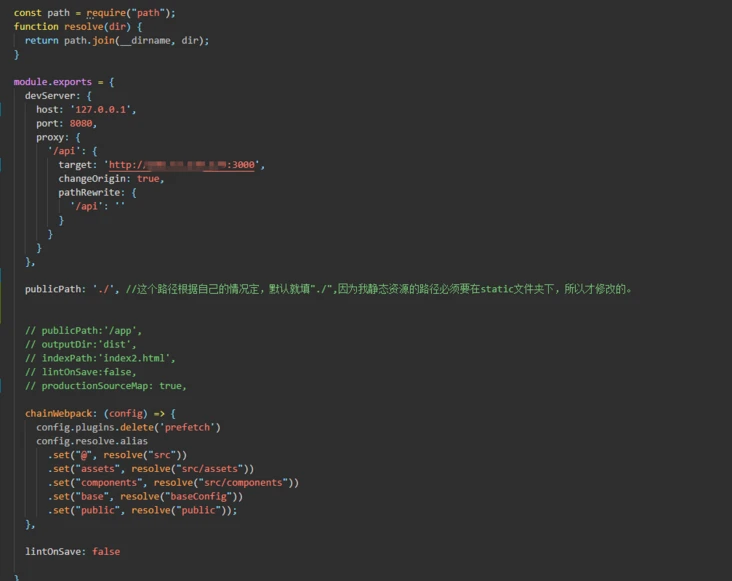 const path = require("path");
function resolve(dir) {
  return path.join(__dirname, dir);
}
module.exports = {
  devServer: {
    host: '127.0.0.1',
    port: 8080,
    proxy: {
      '/api': {
        target: 'http:/:3000',
        changeOrigin: true,
        pathRewrite: {
          '/api': ''
        }
      }
    }
  },
  publicPath: './', //这个路径根据自己的情况定，默认就填"./",因为我静态资源的路径必须要在static文件夹下，所以才修改的。
  // publicPath:'/app',
  // outputDir:'dist',
  // indexPath:'index2.html',
  // lintOnSave:false,
  // productionSourceMap: true,
  chainWebpack: (config) => {
    config.plugins.delete('prefetch')
    config.resolve.alias
      .set("@", resolve("src"))
      .set("assets", resolve("src/assets"))
      .set("components", resolve("src/components"))
      .set("base", resolve("baseConfig"))
      .set("public", resolve("public"));
  },
  lintOnSave: false
}